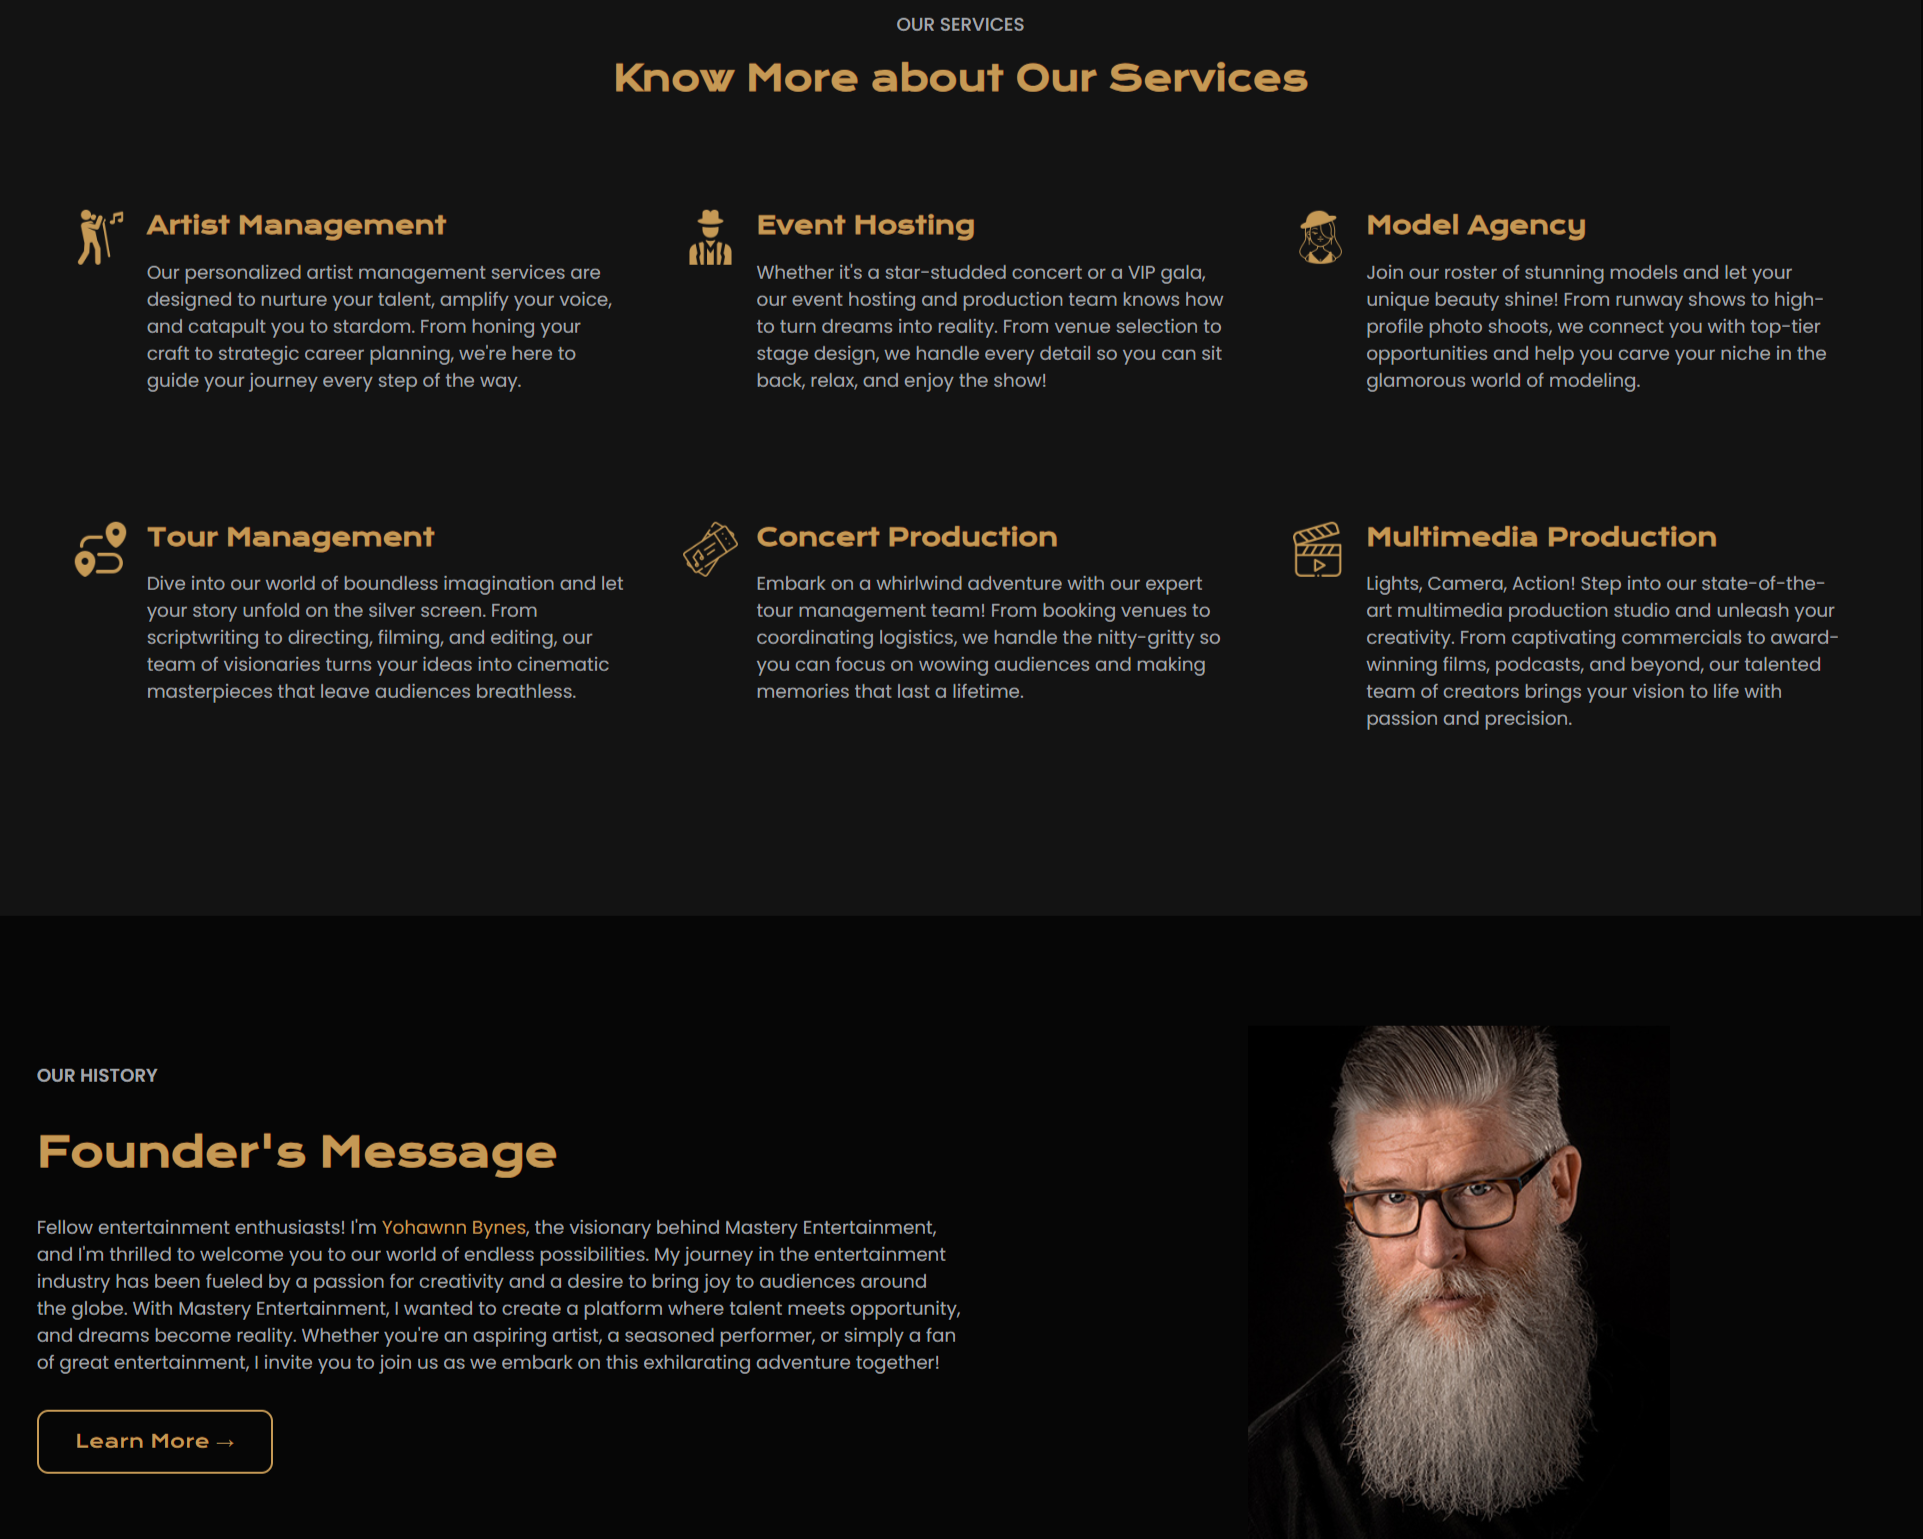 OUR SERVICES
Know More about Our Services
Artist Management
Our personalized artist management services are
designed to nurture your talent, amplify your voice,
and catapult you to stardom. From honing your
craft to strategic career planning, we're here to
guide your journey every step of the way.
Event Hosting
Whether it's a star-studded concert or a VIP gala,
our event hosting and production team knows how
to turn dreams into reality. From venue selection to
stage design, we handle every detail so you can sit
back, relax, and enjoy the show!
Model Agency
Join our roster of stunning models and let your
unique beauty shine! From runway shows to high-
profile photo shoots, we connect you with top-tier
opportunities and help you carve your niche in the
glamorous world of modeling.
Tour Management
Dive into our world of boundless imagination and let
your story unfold on the silver screen. From
scriptwriting to directing, filming, and editing, our
team of visionaries turns your ideas into cinematic
masterpieces that leave audiences breathless.
Concert Production
Embark on a whirlwind adventure with our expert
tour management team! From booking venues to
coordinating logistics, we handle the nitty-gritty so
you can focus on wowing audiences and making
memories that last a lifetime.
Multimedia Production
Lights, Camera, Action! Step into our state-of-the-
art multimedia production studio and unleash your
creativity. From captivating commercials to award-
winning films, podcasts, and beyond, our talented
team of creators brings your vision to life with
passion and precision.
OUR HISTORY
Founder's Message
Fellow entertainment enthusiasts! I'm Yohawnn Bynes, the visionary behind Mastery Entertainment,
and I'm thrilled to welcome you to our world of endless possibilities. My journey in the entertainment
industry has been fueled by a passion for creativity and a desire to bring joy to audiences around
the globe. With Mastery Entertainment, I wanted to create a platform where talent meets opportunity,
and dreams become reality. Whether you're an aspiring artist, a seasoned performer, or simply a fan
of great entertainment, I invite you to join us as we embark on this exhilarating adventure together!
Learn More →